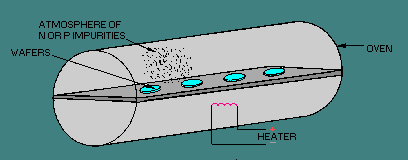 ATMOSPHERE OF
N OR P IMPURITIES
WAFERS
OVEN
HEATER